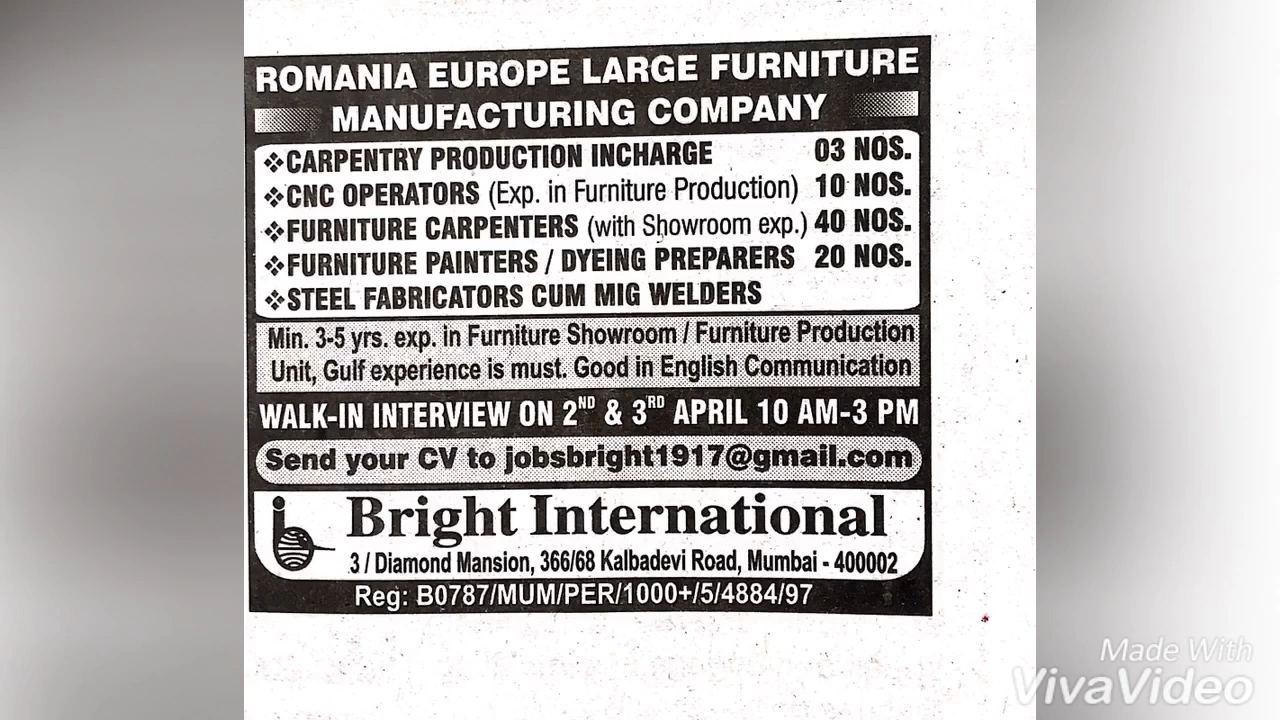 ROMANIA EUROPE LARGE FURNITURE
MANUFACTURING COMPANY
❖CARPENTRY PRODUCTION INCHARGE 03 NOS.
❖CNC OPERATORS (Exp. in Furniture Production) 10 NOS.
❖FURNITURE CARPENTERS (with Showroom exp.) 40 NOS.
❖FURNITURE PAINTERS / DYEING PREPARERS 20 NOS.
❖STEEL FABRICATORS CUM MIG WELDERS
Min. 3-5 yrs. exp. in Furniture Showroom / Furniture Production
Unit, Gulf experience is must. Good in English Communication
WALK-IN INTERVIEW ON 2ND & 3RD APRIL 10 AM-3 PM
Send your CV to jobsbright1917@gmail.com
b
Bright International
3 / Diamond Mansion, 366/68 Kalbadevi Road, Mumbai - 400002
Reg: B0787/MUM/PER/1000+/5/4884/97
Made With
VivaVideo